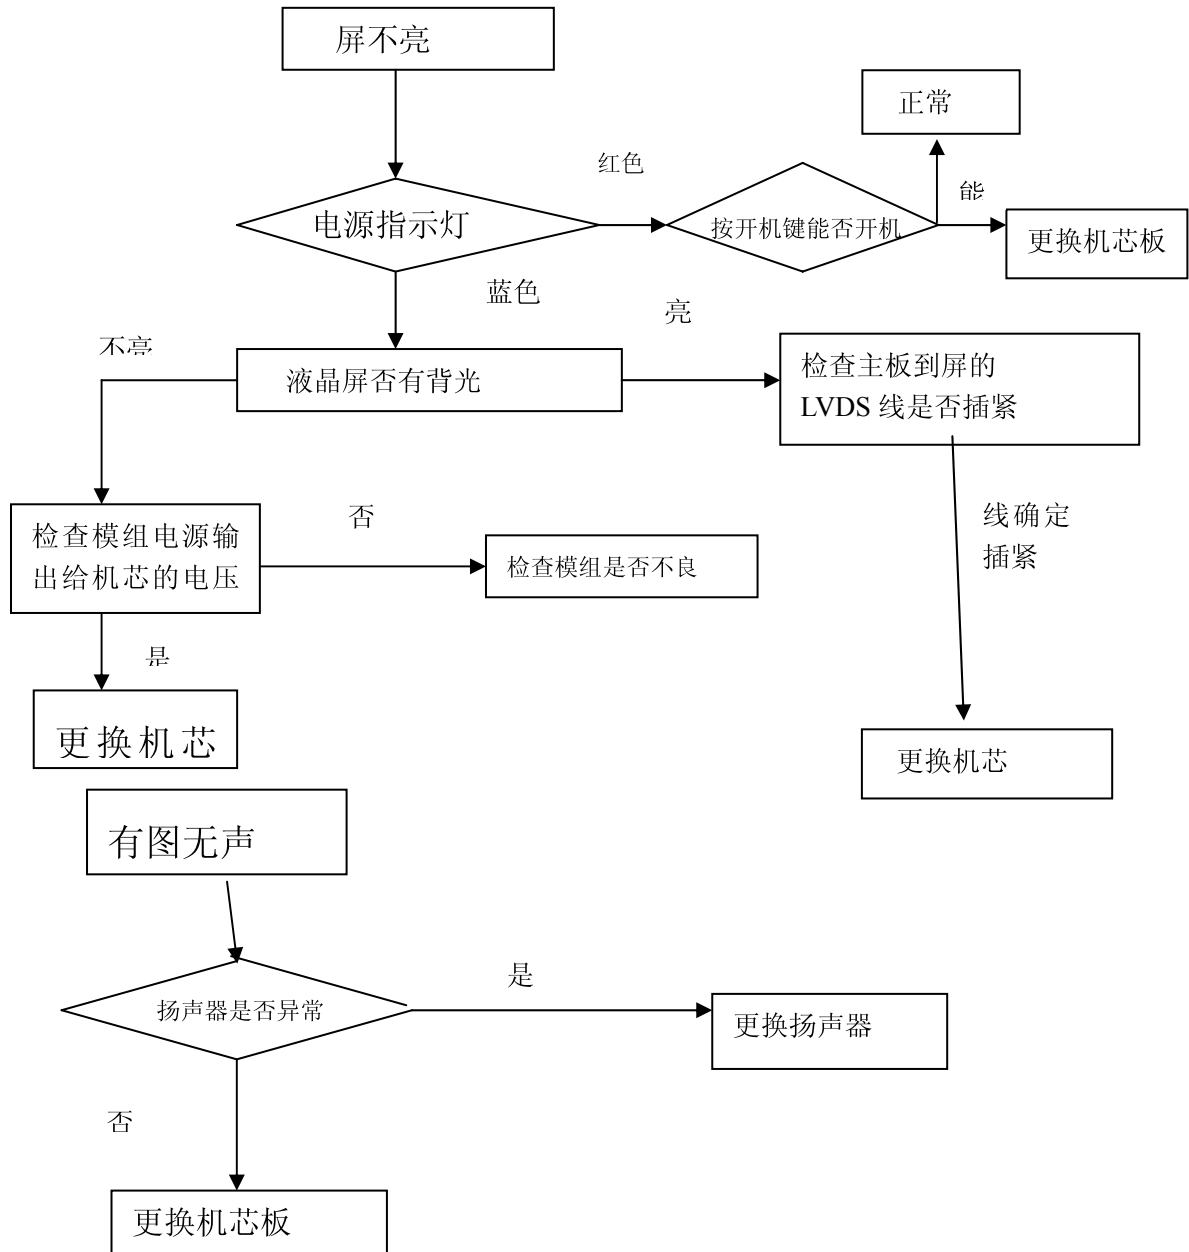 屏不亮
正常
红色
能
电源指示灯
按开机键能否开机
更换机芯板
蓝色
亮
不亮
液晶屏否有背光
检查主板到屏的
LVDS 线是否插紧
否
线确定
插紧
检查模组电源输
出给机芯的电压
检查模组是否不良
是
更换机芯
更换机芯
有图无声
是
扬声器是否异常
更换扬声器
否
更换机芯板